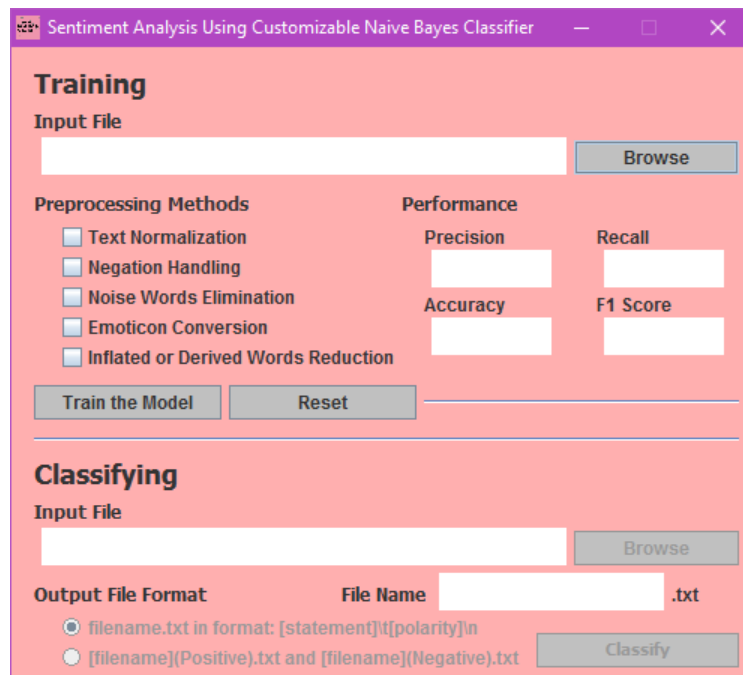 Sentiment Analysis Using Customizable Naive Bayes Classifier
Training
Input File
Browse
Preprocessing Methods
Performance
Text Normalization
Precision
Recall
Negation Handling
Noise Words Elimination
Accuracy
F1 Score
Emoticon Conversion
Inflated or Derived Words Reduction
Train the Model
Reset
Classifying
Input File
Browse
Output File Format
File Name
.txt
filename.txt in format: [statement]\t[polarity]\n
[filename](Positive).txt and [filename](Negative).txt
Classify